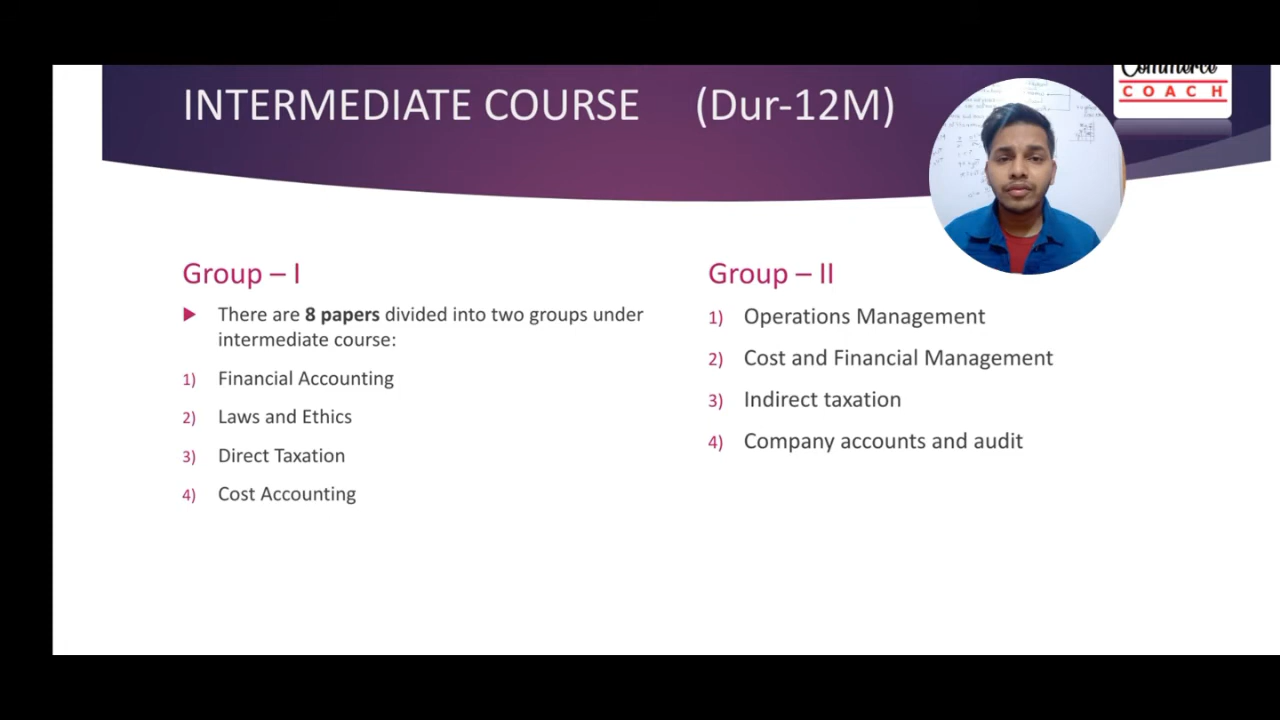 INTERMEDIATE COURSE (Dur-12M)
Commerce
COACH
Group – I
▶ There are 8 papers divided into two groups under
intermediate course:
1) Financial Accounting
2) Laws and Ethics
3) Direct Taxation
4) Cost Accounting
Group – II
1) Operations Management
2) Cost and Financial Management
3) Indirect taxation
4) Company accounts and audit